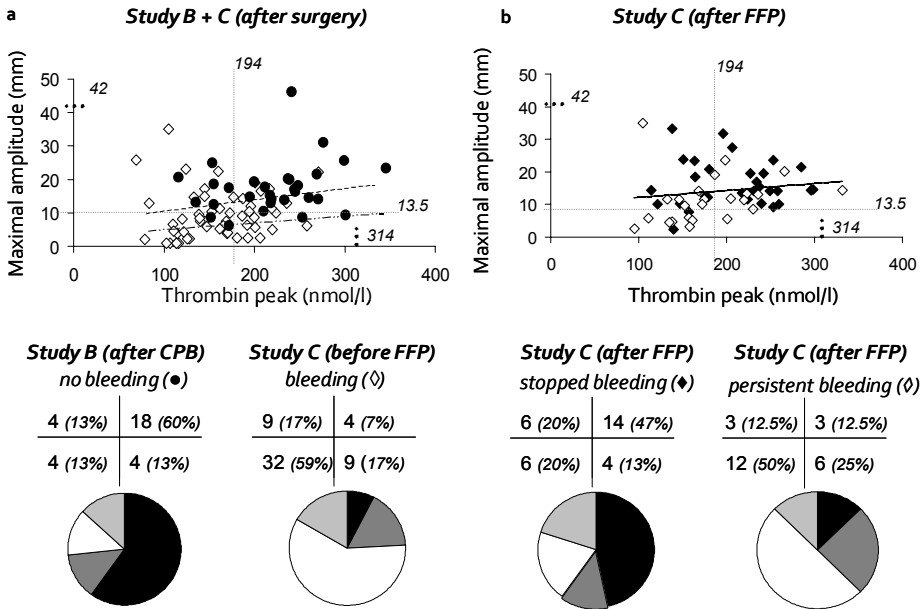 a
Study B + C (after surgery)
194
Maximal amplitude (mm)
50
40
30
20
10
0
42
13.5
314
0
100
200
300
400
Thrombin peak (nmol/l)
b
Study C (after FFP)
194
Maximal amplitude (mm)
50
40
30
20
10
0
42
13.5
314
0
100
200
300
400
Thrombin peak (nmol/l)
Study B (after CPB)
no bleeding (●)
4 (13%) 18 (60%)
4 (13%) 4 (13%)
Study C (before FFP)
bleeding (◊)
9 (17%) 4 (7%)
32 (59%) 9 (17%)
Study C (after FFP)
stopped bleeding (♦)
6 (20%) 14 (47%)
6 (20%) 4 (13%)
Study C (after FFP)
persistent bleeding (◊)
3 (12.5%) 3 (12.5%)
12 (50%) 6 (25%)